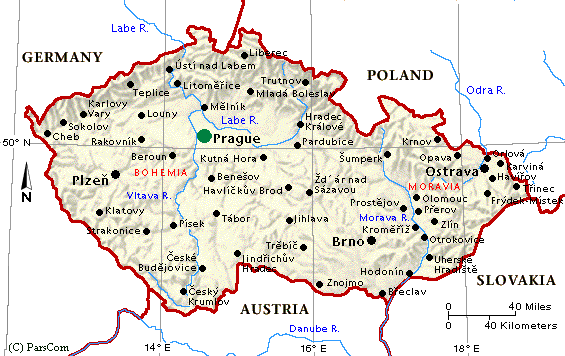 Labe R.
GERMANY
Liberec
Ústí nad Labem
POLAND
Litoměřice
Trutnov
Teplice
Mladá Boleslav
Odra R.
Karlovy
Vary
Mělník
Louny
Labe R.
Hradec
Králové
Sokolov
Cheb
50°N
Rakovník
Prague
Pardubice
Krnov
Beroun
Kutná Hora
Šumperk
Opava
Orlová
Karviná
Ostrava
Havířov
Plzeň
BOHEMIA
Benešov
Žd´ár nad
Sázavou
MORAVIA
Třinec
N
Vltava R.
Havlíčkův Brod
Olomouc
Frýdek-Místek
Klatovy
Prostějov
Přerov
Tábor
Jihlava
Morava R.
Písek
Zlín
Strakonice
Kroměříž
Brno
Otrokovice
Třebíč
České
Budějovice
Jindřichův
Hradec
Uherské
Hradiště
Hodonín
SLOVAKIA
Znojmo
Český
Krumlov
Břeclav
AUSTRIA
0 40 Miles
0 40 Kilometers
Danube R.
(C) ParsCom
14° E
16° E
18° E